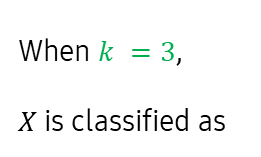 When k = 3,
X is classified as